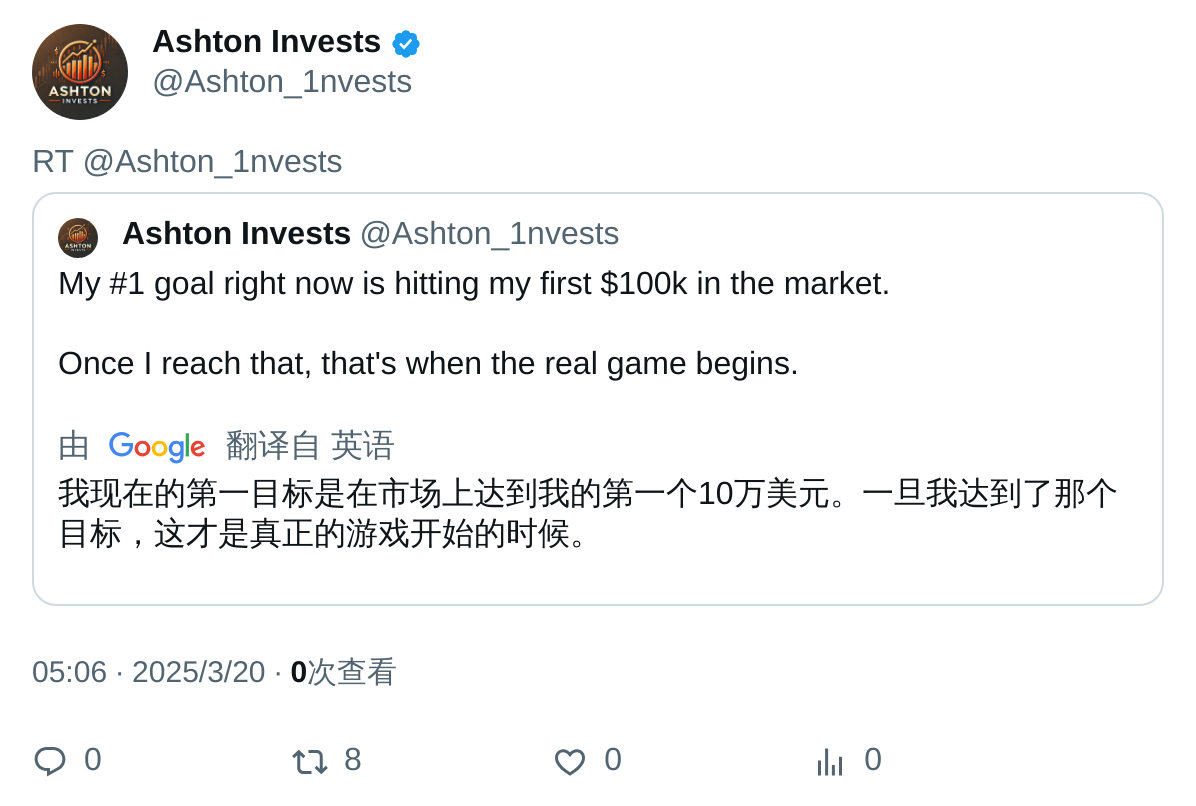 ASHTON
INVESTS
Ashton Invests
@Ashton_1nvests
RT @Ashton_1nvests
ASHTON
INVESTS
Ashton Invests @Ashton_1nvests
My #1 goal right now is hitting my first $100k in the market.
Once I reach that, that's when the real game begins.
由 Google 翻译自 英语
我现在的第一目标是在市场上达到我的第一个10万美元。一旦我达到了那个
目标，这才是真正的游戏开始的时候。
05:06 · 2025/3/20 · 0次查看
0 8 0 0